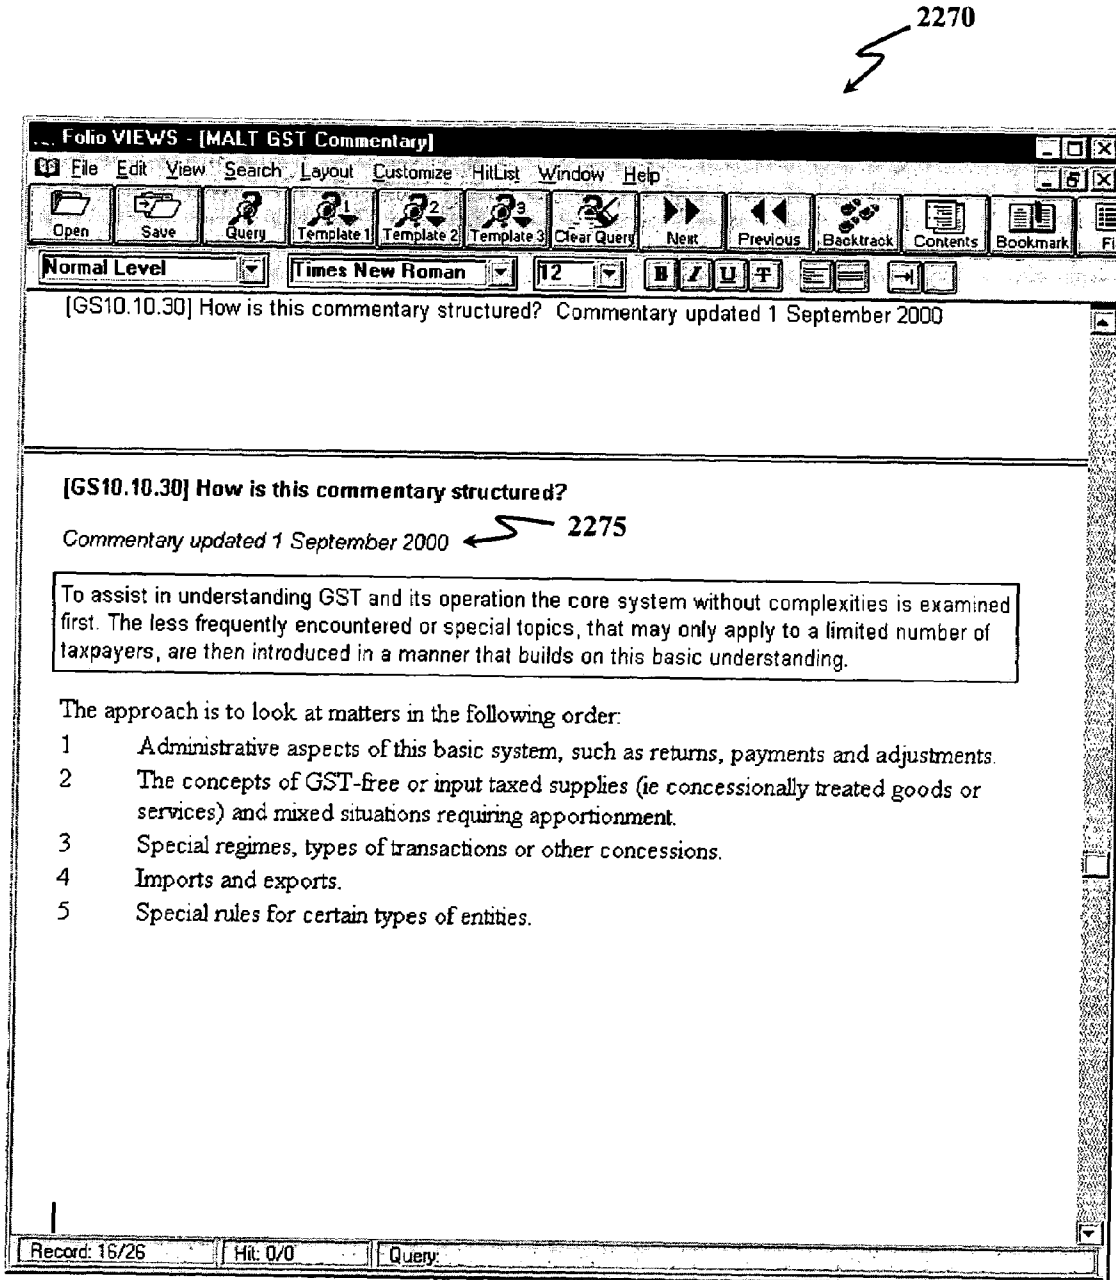 2270
Folio VIEWS - [MALT GST Commentary]
File Edit View Search Layout Customize HitList Window Help
Open Save Query Template 1 Template 2 Template 3 Clear Query Next Previous Backtrack Contents Bookmark Fi
Normal Level Times New Roman 12 B I U T
[GS10.10.30] How is this commentary structured? Commentary updated 1 September 2000
[GS10.10.30] How is this commentary structured?
Commentary updated 1 September 2000 2275
To assist in understanding GST and its operation the core system without complexities is examined
first. The less frequently encountered or special topics, that may only apply to a limited number of
taxpayers, are then introduced in a manner that builds on this basic understanding.
The approach is to look at matters in the following order:
1 Administrative aspects of this basic system, such as returns, payments and adjustments.
2 The concepts of GST-free or input taxed supplies (ie concessionally treated goods or
services) and mixed situations requiring apportionment.
3 Special regimes, types of transactions or other concessions.
4 Imports and exports.
5 Special rules for certain types of entities.
Record: 16/26 Hit: 0/0 Query: